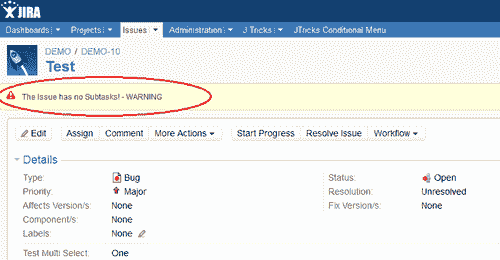 JIRA
Dashboards Projects Issues Administration J Tricks JTricks Conditional Menu
DEMO / DEMO-10
Test
The Issue has no Subtasks! - WARNING
Edit Assign Comment More Actions Start Progress Resolve Issue Workflow
Details
Type: Bug Status: Open
Priority: Major Resolution: Unresolved
Affects Version/s: None Fix Version/s: None
Component/s: None
Labels: None
Test Multi Select: One